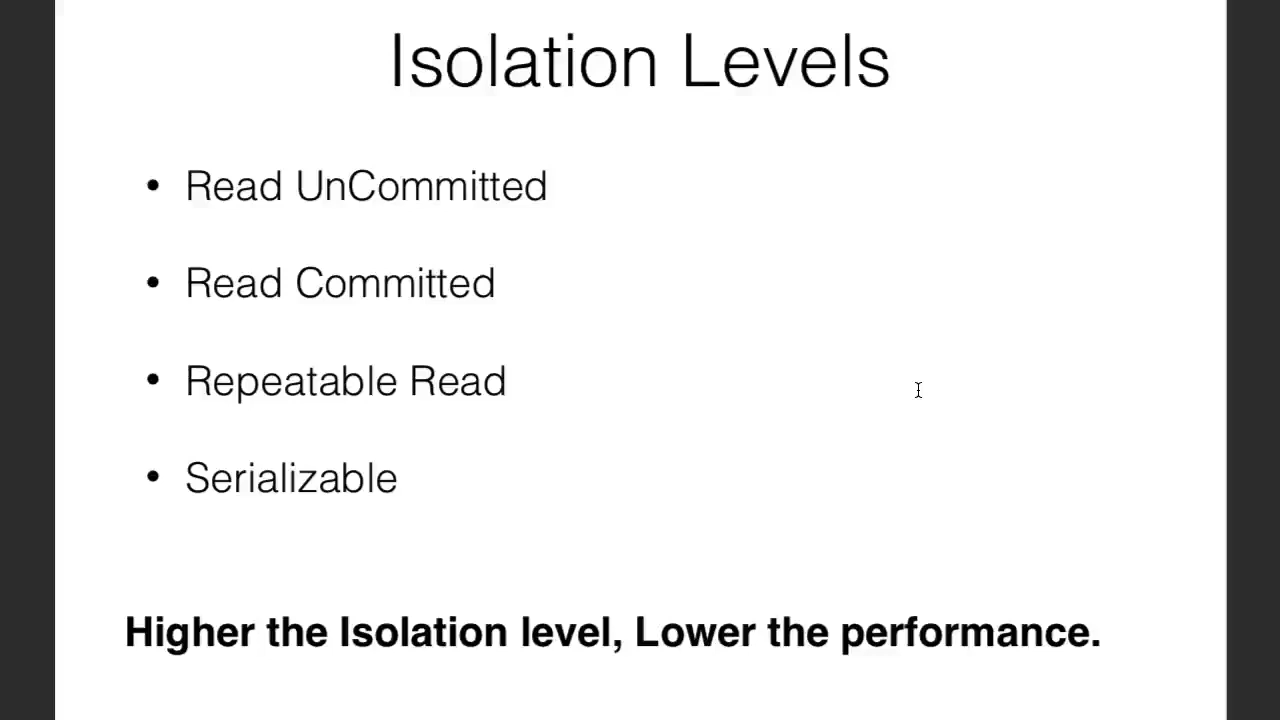 Isolation Levels
• Read UnCommitted
• Read Committed
• Repeatable Read
• Serializable
Higher the Isolation level, Lower the performance.